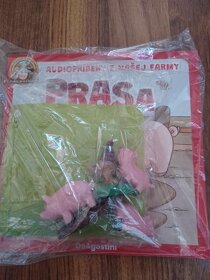 AUDIOPRÍBEHY Z NAŠEJ FARMY
PRASA
DeAgostini